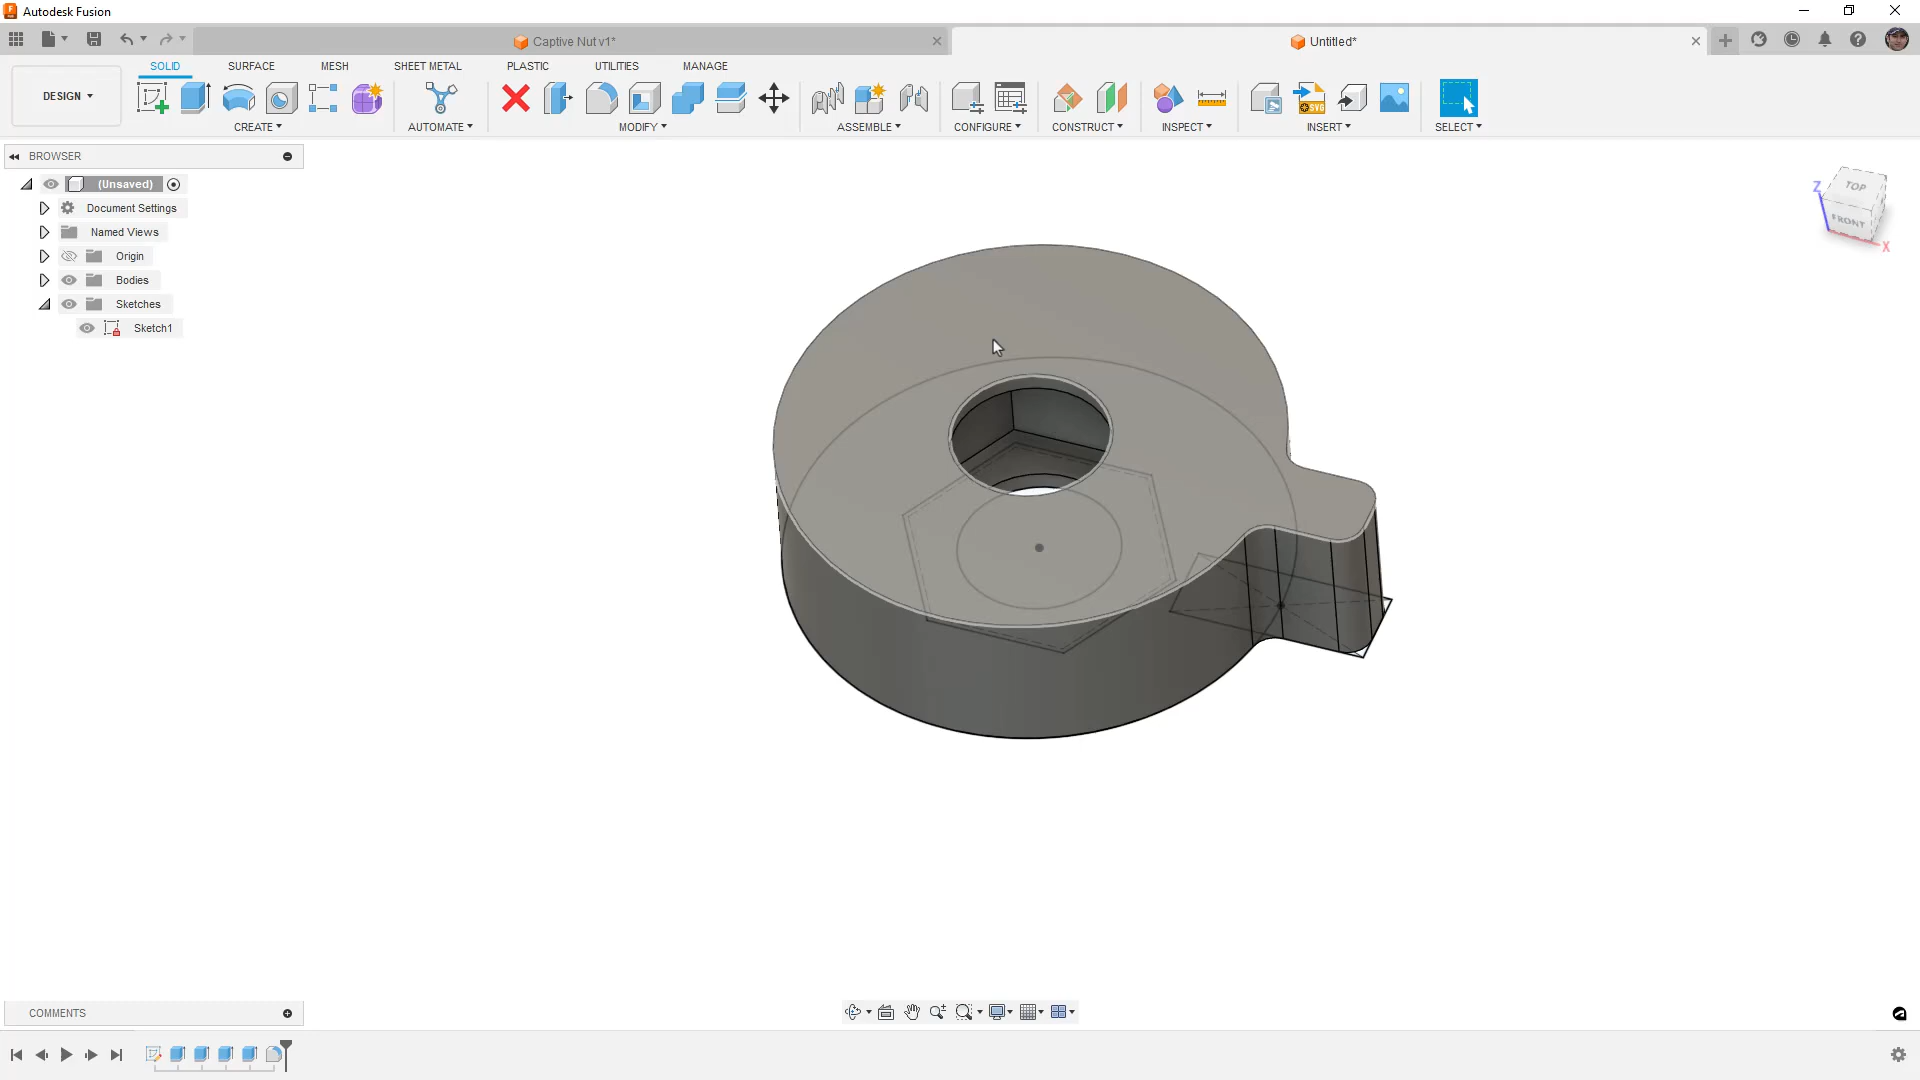 Autodesk Fusion
Captive Nut v1*
Untitled*
DESIGN
SOLID
SURFACE
MESH
SHEET METAL
PLASTIC
UTILITIES
MANAGE
CREATE
AUTOMATE
MODIFY
ASSEMBLE
CONFIGURE
CONSTRUCT
INSPECT
INSERT
SELECT
SVG
BROWSER
(Unsaved)
Document Settings
Named Views
Origin
Bodies
Sketches
Sketch1
Z
TOP
FRONT
X
COMMENTS